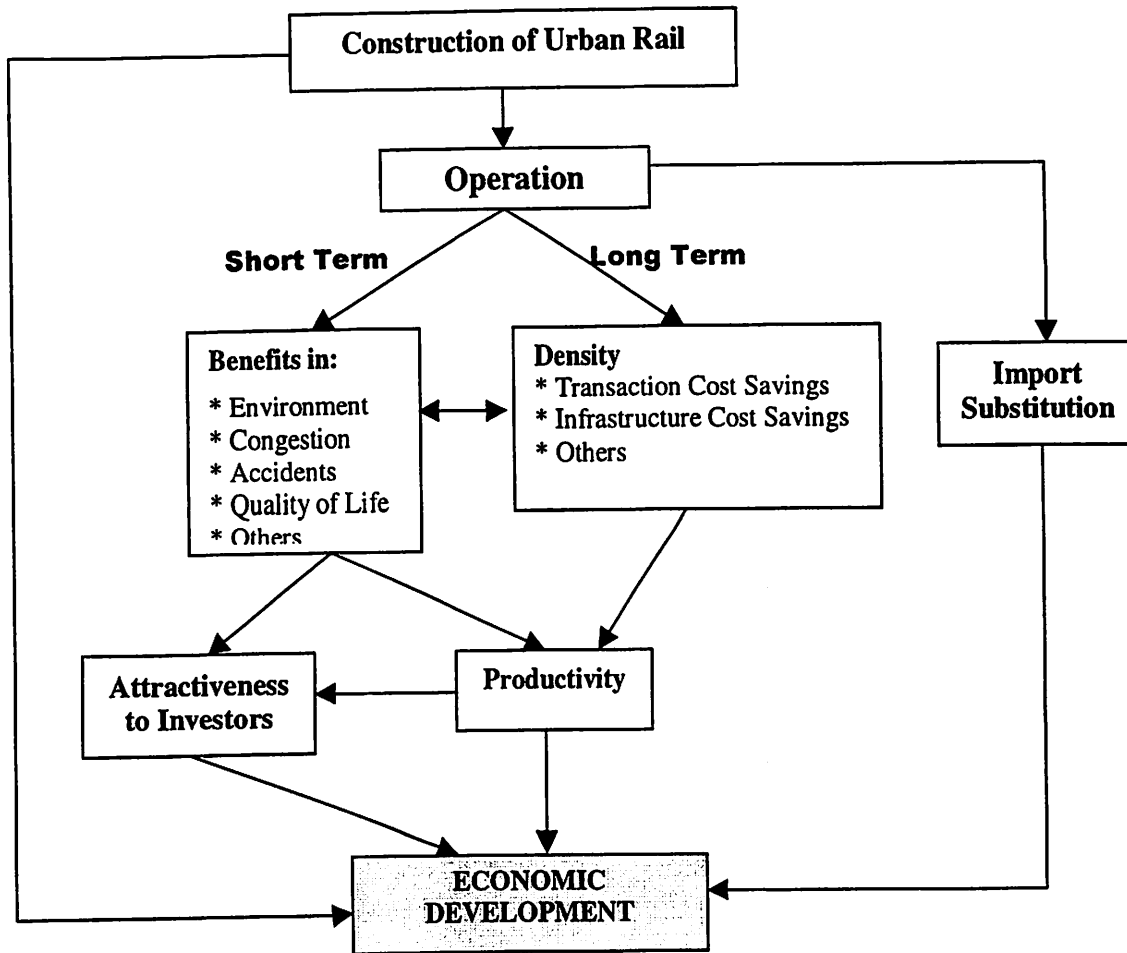 Construction of Urban Rail
Operation
Short Term
Long Term
Benefits in:
* Environment
* Congestion
* Accidents
* Quality of Life
* Others
Density
* Transaction Cost Savings
* Infrastructure Cost Savings
* Others
Import
Substitution
Attractiveness
to Investors
Productivity
ECONOMIC
DEVELOPMENT